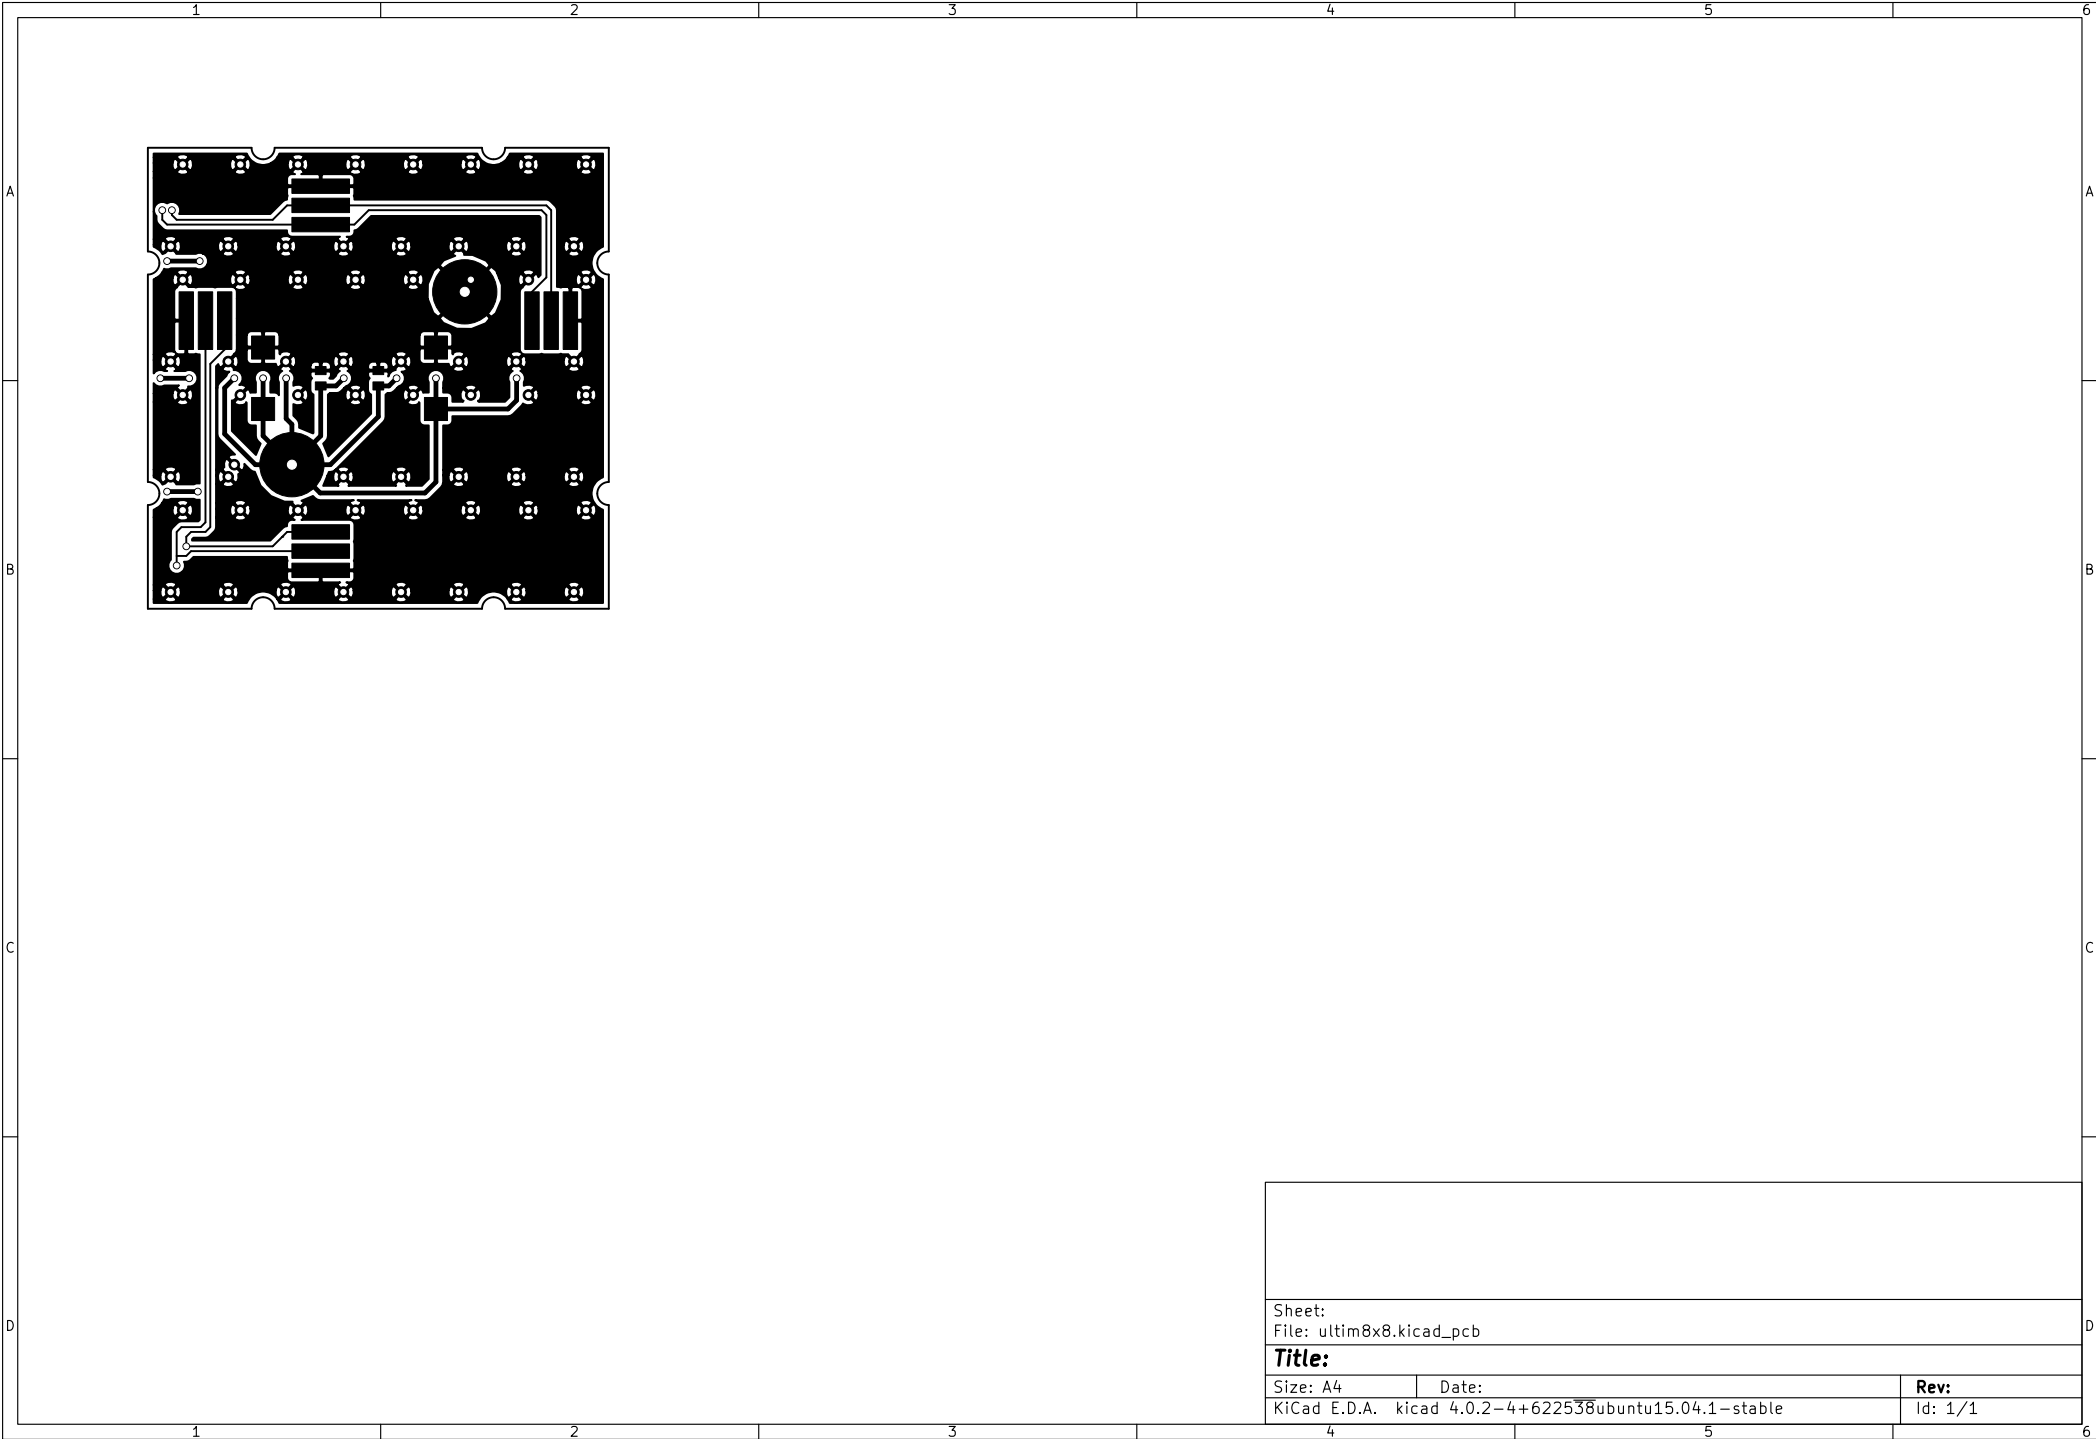 1 2 3 4 5 6
A A
B B
C C
D D
Sheet:
File: ultim8x8.kicad_pcb
Title:
Size: A4 Date: Rev:
KiCad E.D.A. kicad 4.0.2-4+622538ubuntu15.04.1-stable Id: 1/1
1 2 3 4 5 6